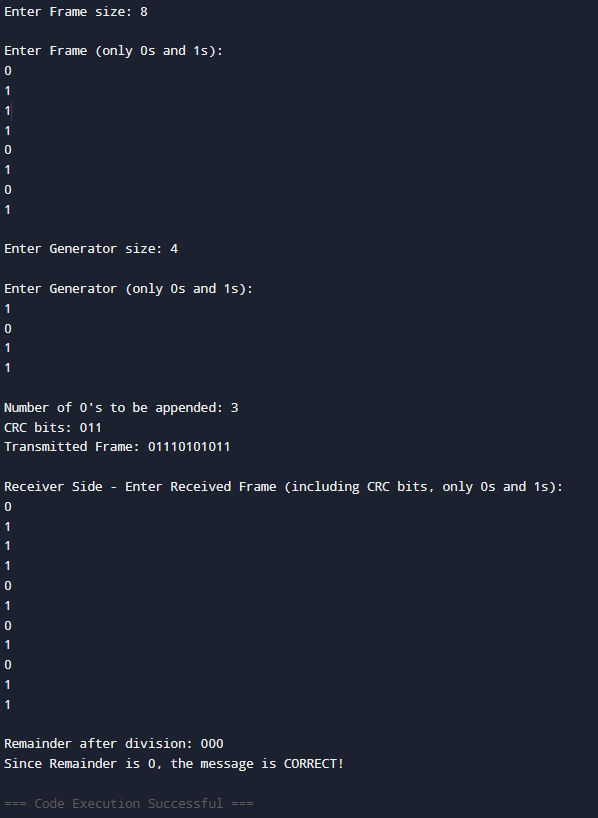 Enter Frame size: 8
Enter Frame (only 0s and 1s):
0
1
1
1
0
1
0
1
Enter Generator size: 4
Enter Generator (only 0s and 1s):
1
0
1
1
Number of 0's to be appended: 3
CRC bits: 011
Transmitted Frame: 01110101011
Receiver Side - Enter Received Frame (including CRC bits, only 0s and 1s):
0
1
1
1
0
1
0
1
0
1
1
Remainder after division: 000
Since Remainder is 0, the message is CORRECT!
=== Code Execution Successful ===